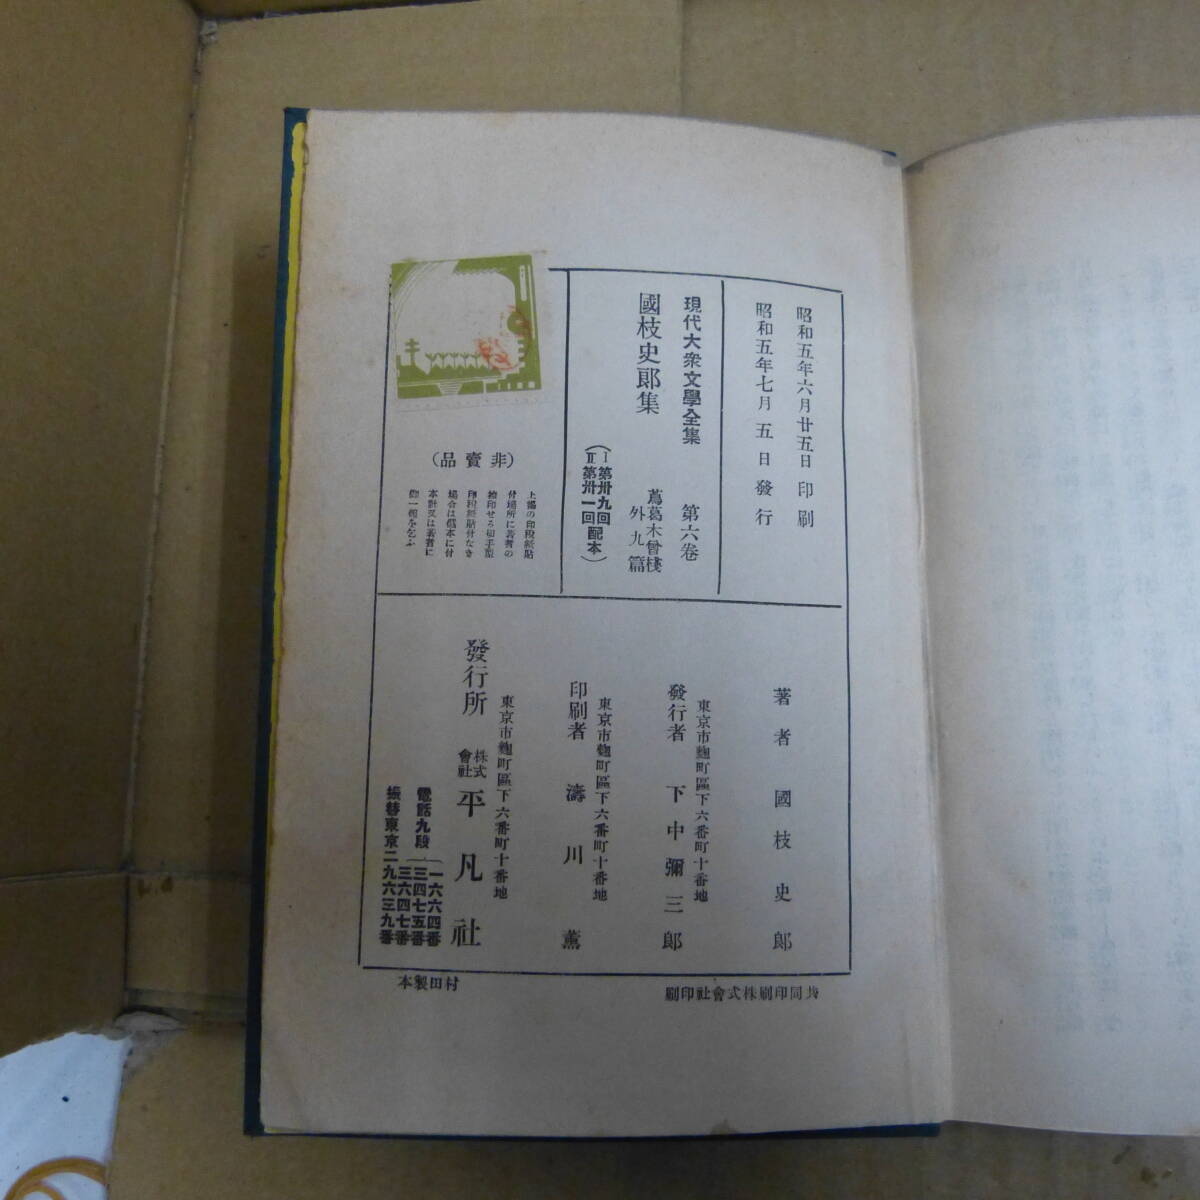 昭和五年六月廿五日印刷
昭和五年七月五日發行
現代大衆文學全集 第六卷
國枝史郎集
蔦葛木曾棧
外九篇
(Ⅰ第卅九回
Ⅱ第卅一回配本)
(非賣品)
上揭の印稅紙貼
付場所に著者の
檢印せる切手型
印稅紙貼付なき
場合は製本に付
本社又は著者に
御一報を乞ふ
著者 國枝史郎
東京市麴町區下六番町十番地
發行者 下中彌三郎
東京市麴町區下六番町十番地
印刷者 濤川薰
東京市麴町區下六番町十番地
發行所 株式會社 平凡社
電話九段(一六六四番
三四七五番
三六四七番
振替東京二九六三九番
共同印刷株式會社印刷
村田製本